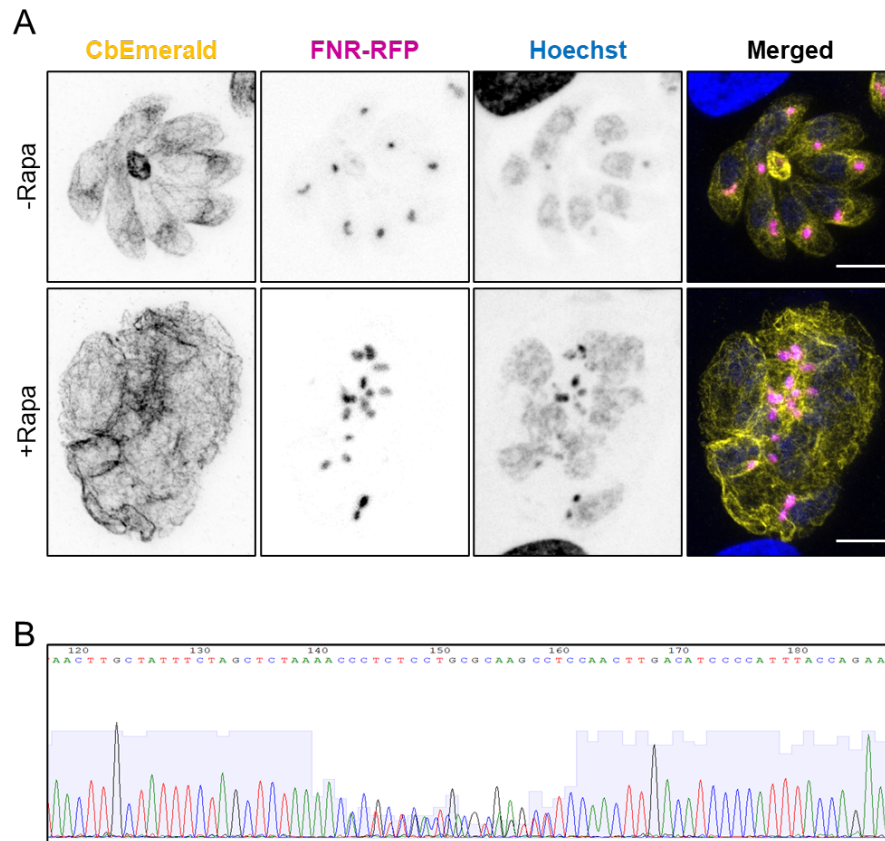 A
CbEmerald FNR-RFP Hoechst Merged
-Rapa
+Rapa
B
120 130 140 150 160 170 180
AACTTGCTATTTCTAGCTCTAAAACCCTCTCCTGCGCAAGCCTCCAACTTGACATCCCCATTTACCAGAA